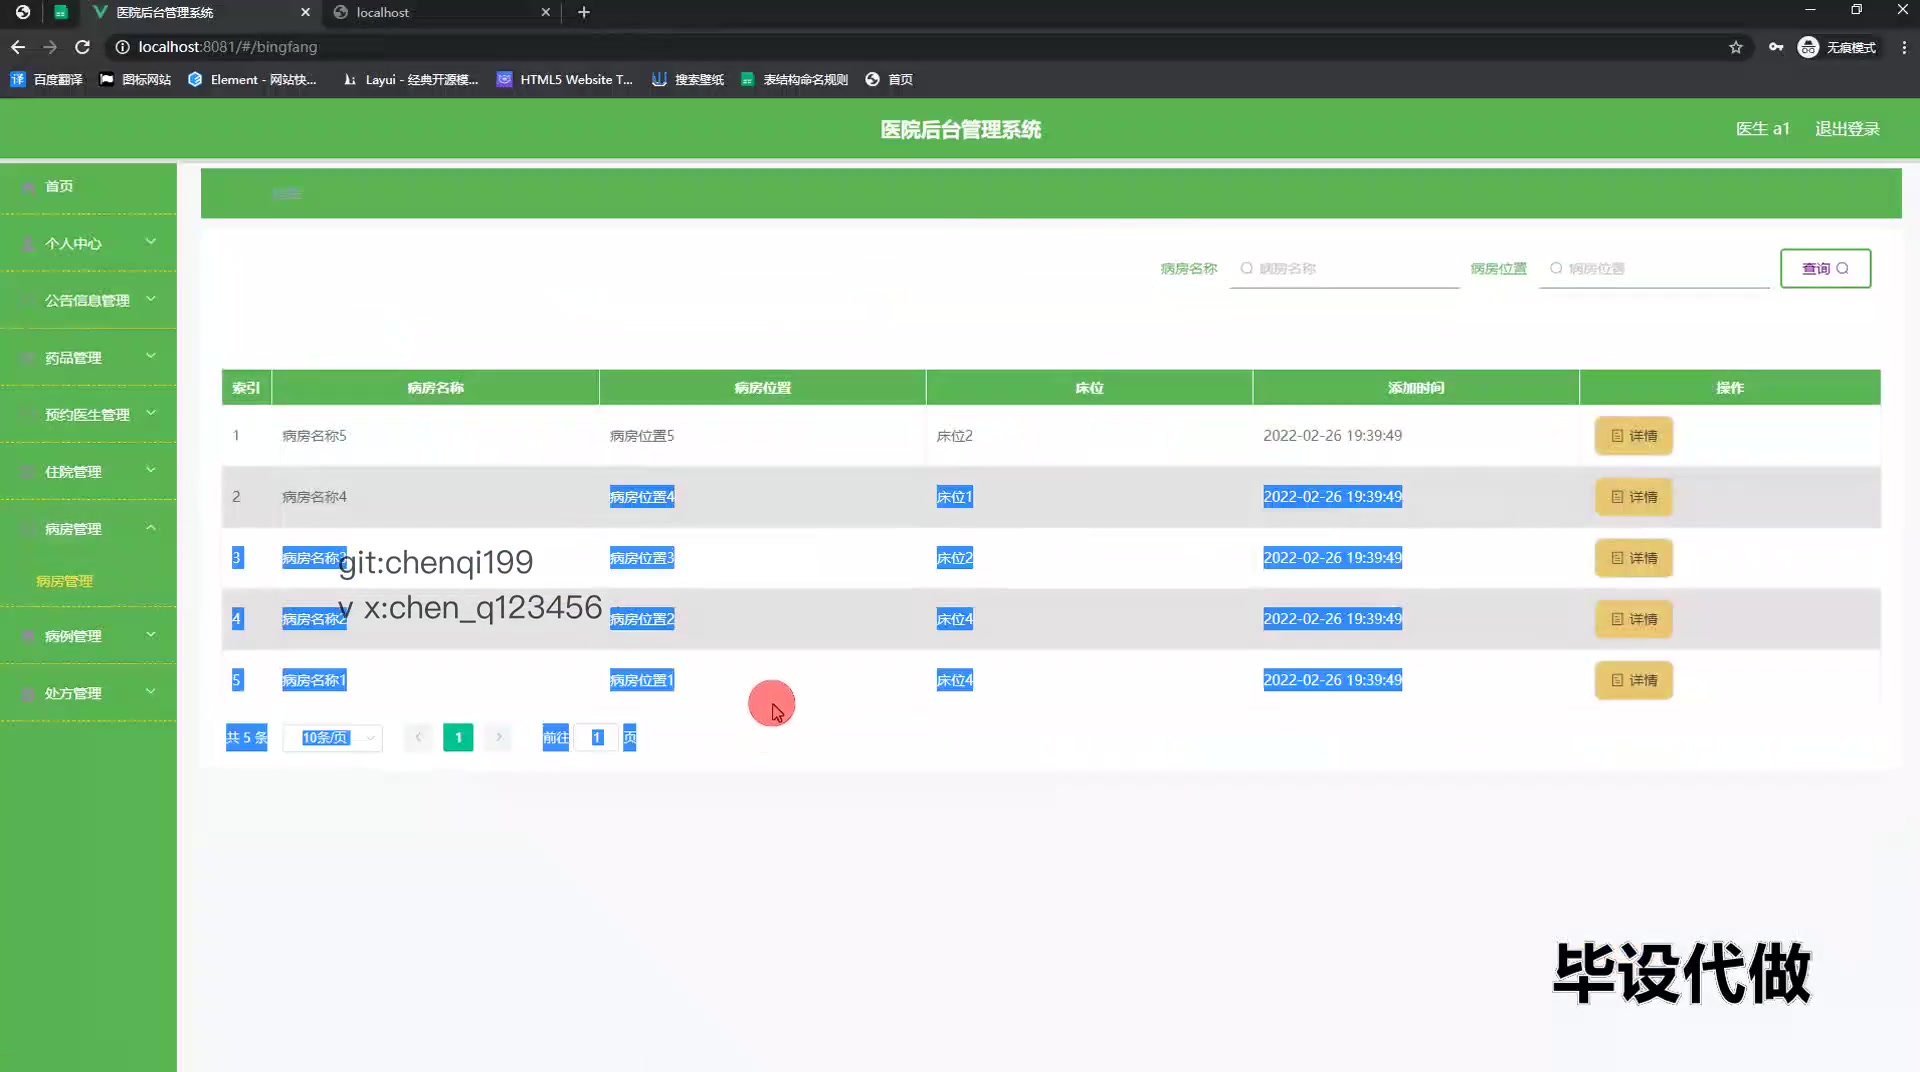 医院后台管理系统
localhost
localhost:8081/#/bingfang
无痕模式
百度翻译
图标网站
Element - 网站快...
Layui - 经典开源模...
HTML5 Website T...
搜索壁纸
表结构命名规则
首页
医院后台管理系统
医生 a1
退出登录
首页
个人中心
公告信息管理
药品管理
预约医生管理
住院管理
病房管理
病房管理
病例管理
处方管理
病房名称
病房名称
病房位置
病房位置
查询
索引 病房名称 病房位置 床位 添加时间 操作
1 病房名称5 病房位置5 床位2 2022-02-26 19:39:49 详情
2 病房名称4 病房位置4 床位1 2022-02-26 19:39:49 详情
3 病房名称3 病房位置3 床位2 2022-02-26 19:39:49 详情
4 病房名称2 病房位置2 床位4 2022-02-26 19:39:49 详情
5 病房名称1 病房位置1 床位4 2022-02-26 19:39:49 详情
git:chenqi199
v x:chen_q123456
共 5 条 10条/页 1 前往 1 页
毕设代做